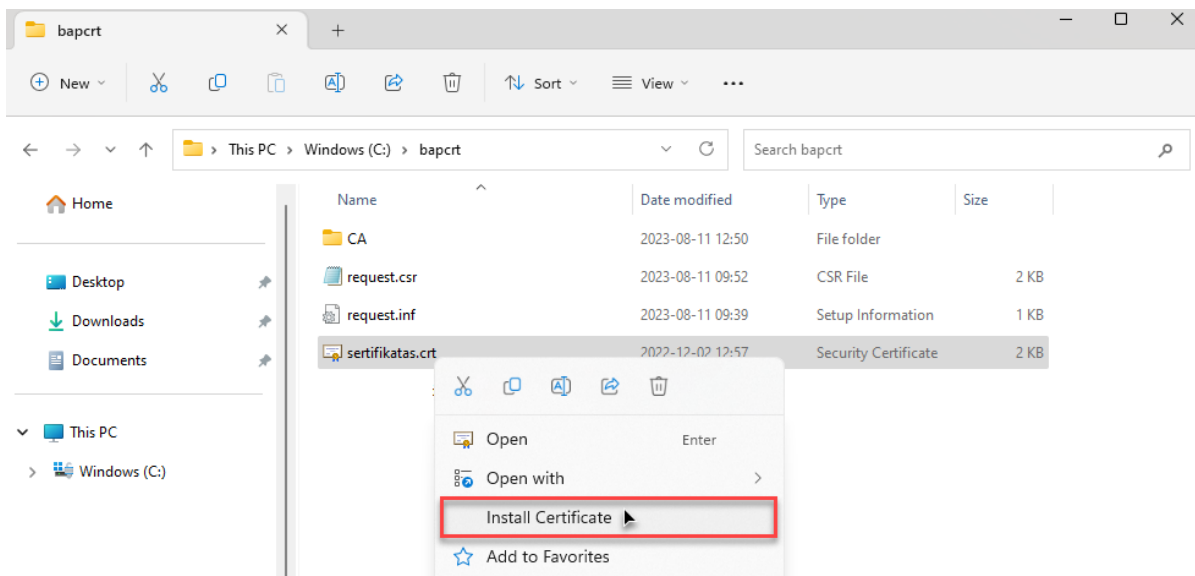 bapcrt
New
Sort
View
This PC > Windows (C:) > bapcrt
Search bapcrt
Home
Desktop
Downloads
Documents
This PC
Windows (C:)
Name Date modified Type Size
CA 2023-08-11 12:50 File folder
request.csr 2023-08-11 09:52 CSR File 2 KB
request.inf 2023-08-11 09:39 Setup Information 1 KB
sertifikatas.crt 2022-12-02 12:57 Security Certificate 2 KB
Open Enter
Open with
Install Certificate
Add to Favorites